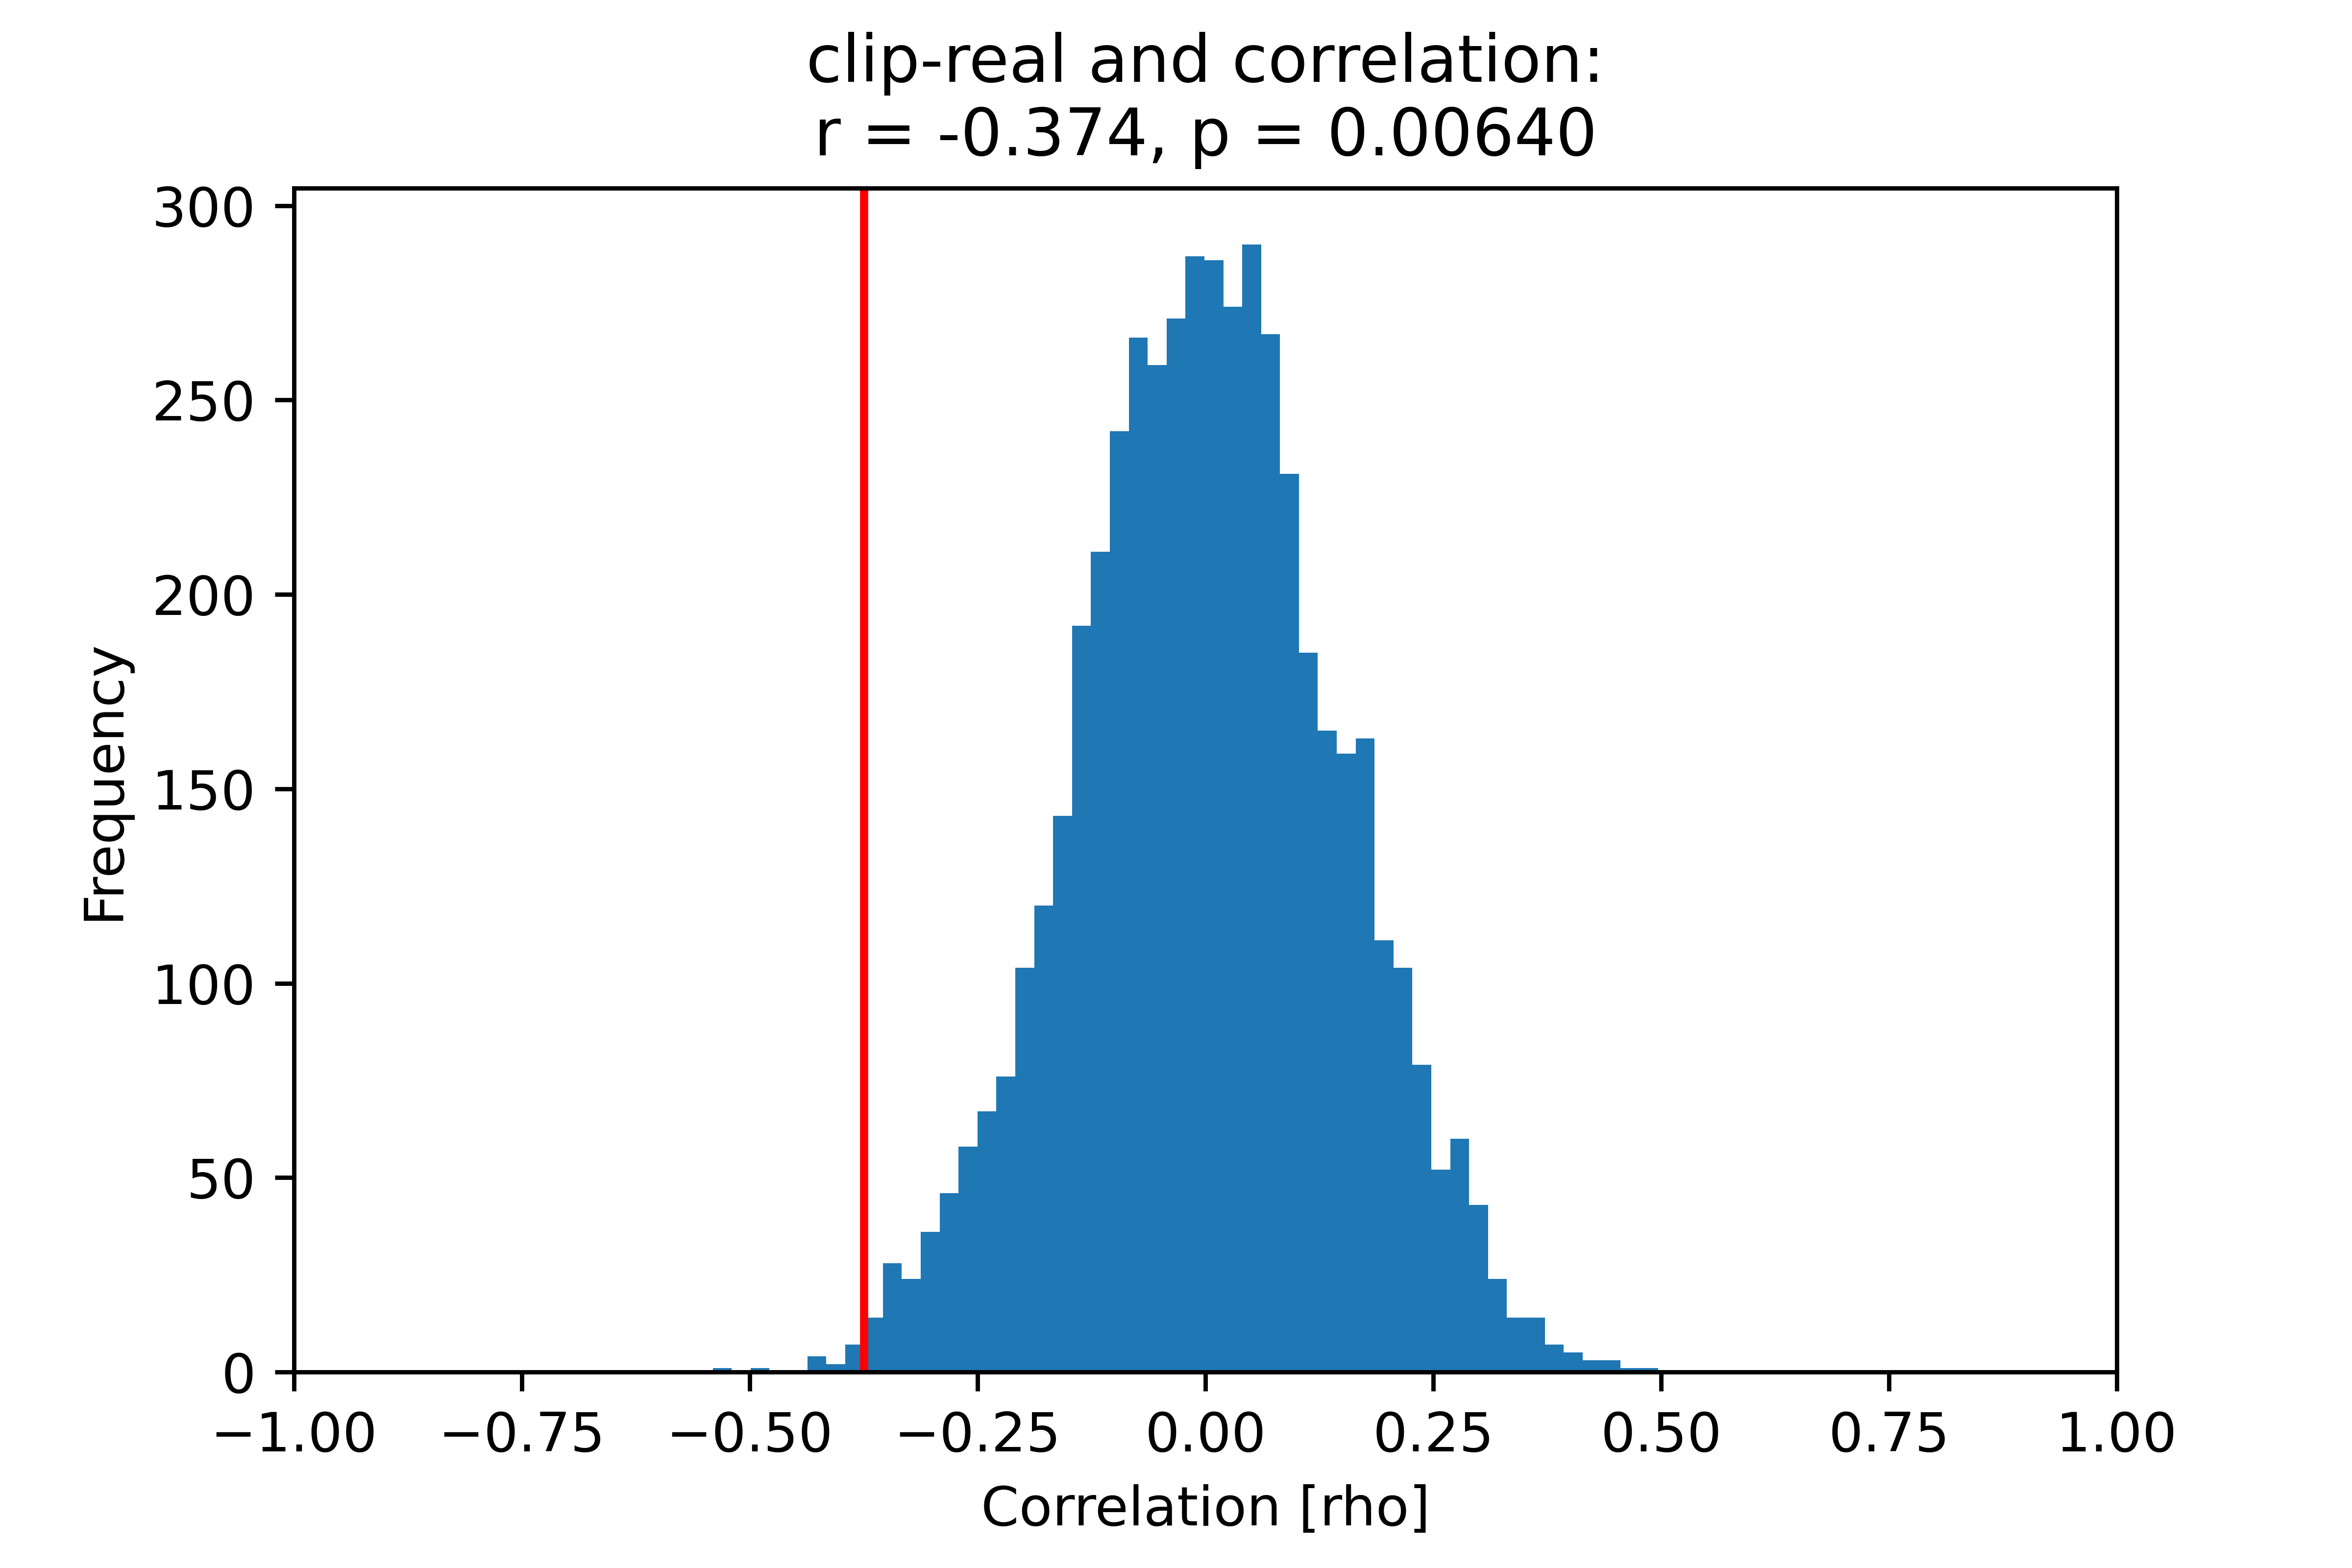 clip-real and correlation:
r = -0.374, p = 0.00640
300
250
200
150
100
50
0
Frequency
−1.00 −0.75 −0.50 −0.25 0.00 0.25 0.50 0.75 1.00
Correlation [rho]